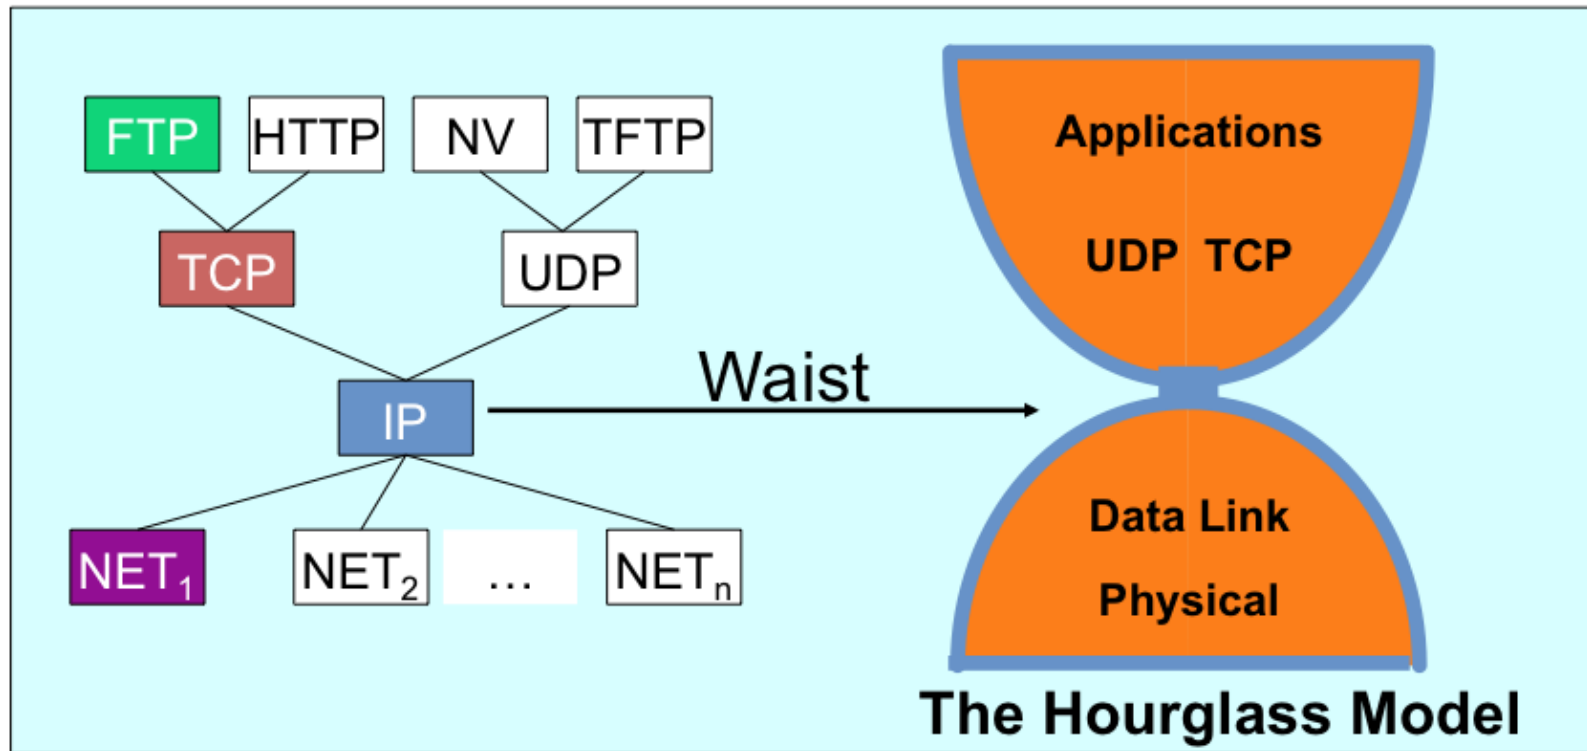 FTP HTTP NV TFTP
TCP UDP
IP
NET1 NET2 … NETn
Waist
Applications
UDP TCP
Data Link
Physical
The Hourglass Model